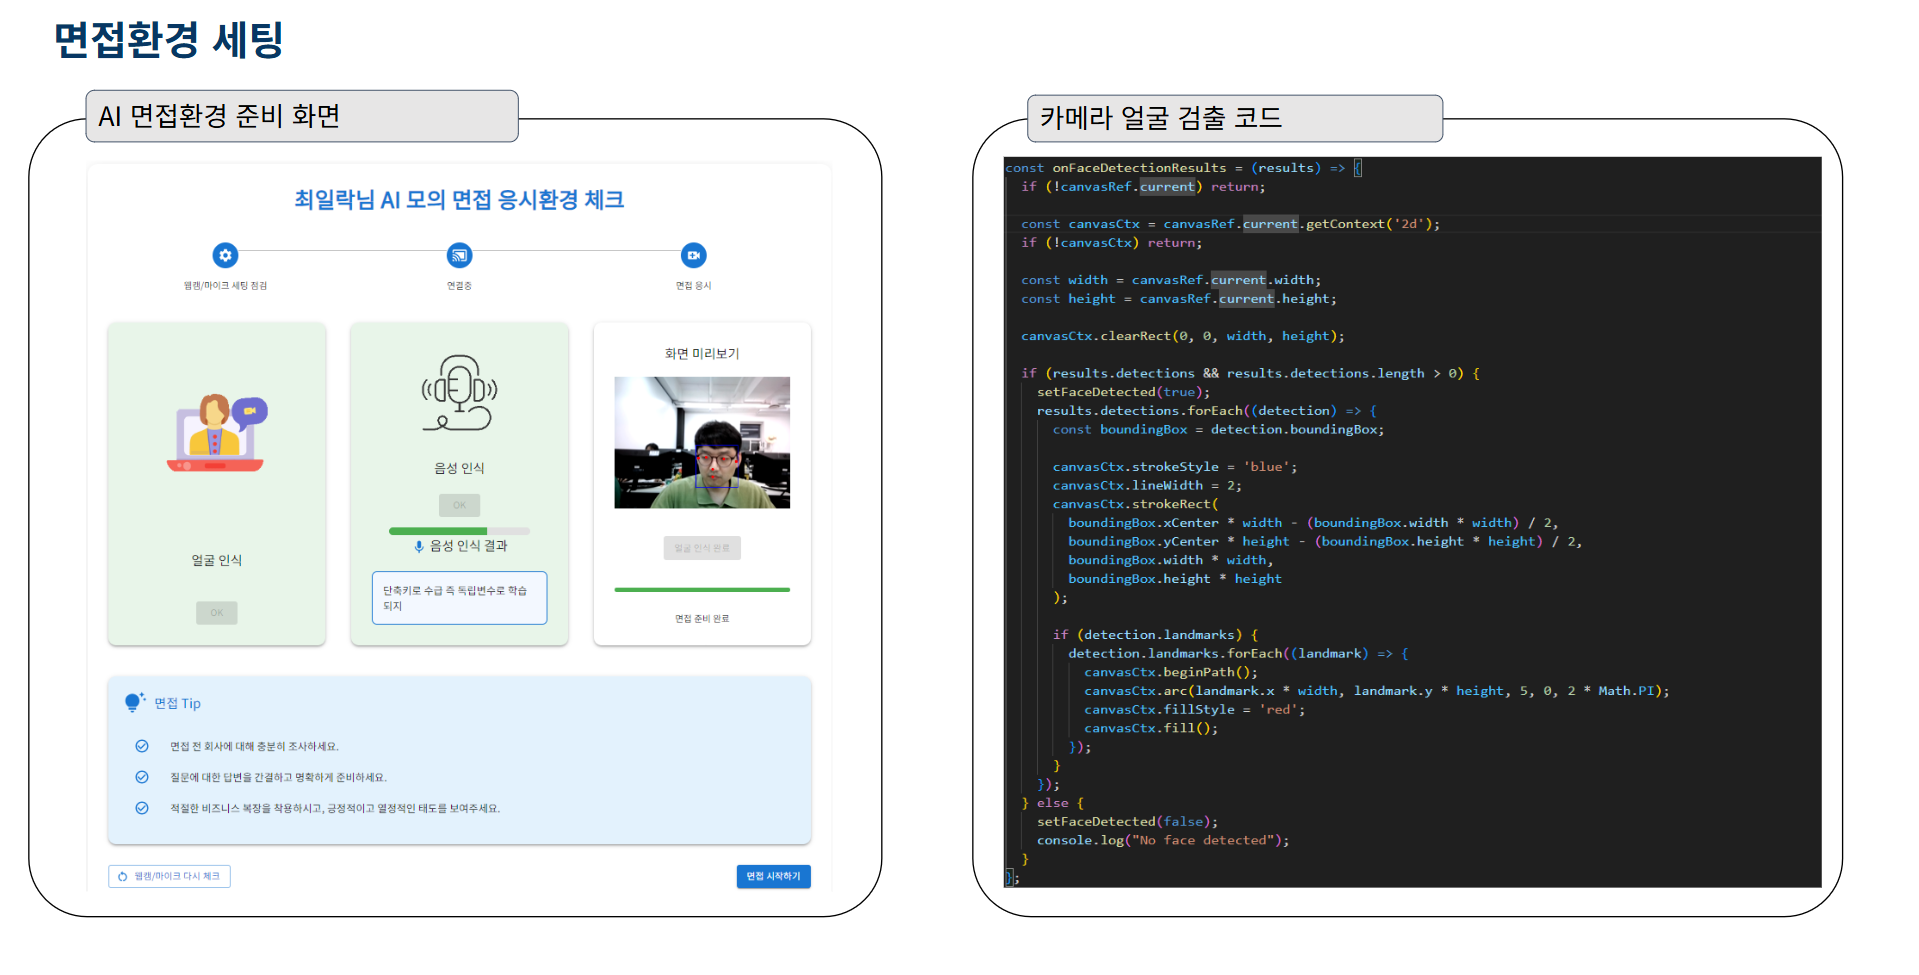 면접환경 세팅
AI 면접환경 준비 화면
최일락님 AI 모의 면접 응시환경 체크
웹캠/마이크 세팅 점검
연결중
면접 응시
얼굴 인식
OK
음성 인식
OK
음성 인식 결과
단축키로 수급 즉 독립변수로 학습
되지
화면 미리보기
얼굴 인식 완료
면접 준비 완료
면접 Tip
면접 전 회사에 대해 충분히 조사하세요.
질문에 대한 답변을 간결하고 명확하게 준비하세요.
적절한 비즈니스 복장을 착용하시고, 긍정적이고 열정적인 태도를 보여주세요.
웹캠/마이크 다시 체크
면접 시작하기
카메라 얼굴 검출 코드
const onFaceDetectionResults = (results) => {
if (!canvasRef.current) return;
const canvasCtx = canvasRef.current.getContext('2d');
if (!canvasCtx) return;
const width = canvasRef.current.width;
const height = canvasRef.current.height;
canvasCtx.clearRect(0, 0, width, height);
if (results.detections && results.detections.length > 0) {
setFaceDetected(true);
results.detections.forEach((detection) => {
const boundingBox = detection.boundingBox;
canvasCtx.strokeStyle = 'blue';
canvasCtx.lineWidth = 2;
canvasCtx.strokeRect(
boundingBox.xCenter * width - (boundingBox.width * width) / 2,
boundingBox.yCenter * height - (boundingBox.height * height) / 2,
boundingBox.width * width,
boundingBox.height * height
);
if (detection.landmarks) {
detection.landmarks.forEach((landmark) => {
canvasCtx.beginPath();
canvasCtx.arc(landmark.x * width, landmark.y * height, 5, 0, 2 * Math.PI);
canvasCtx.fillStyle = 'red';
canvasCtx.fill();
});
}
});
} else {
setFaceDetected(false);
console.log("No face detected");
}
};